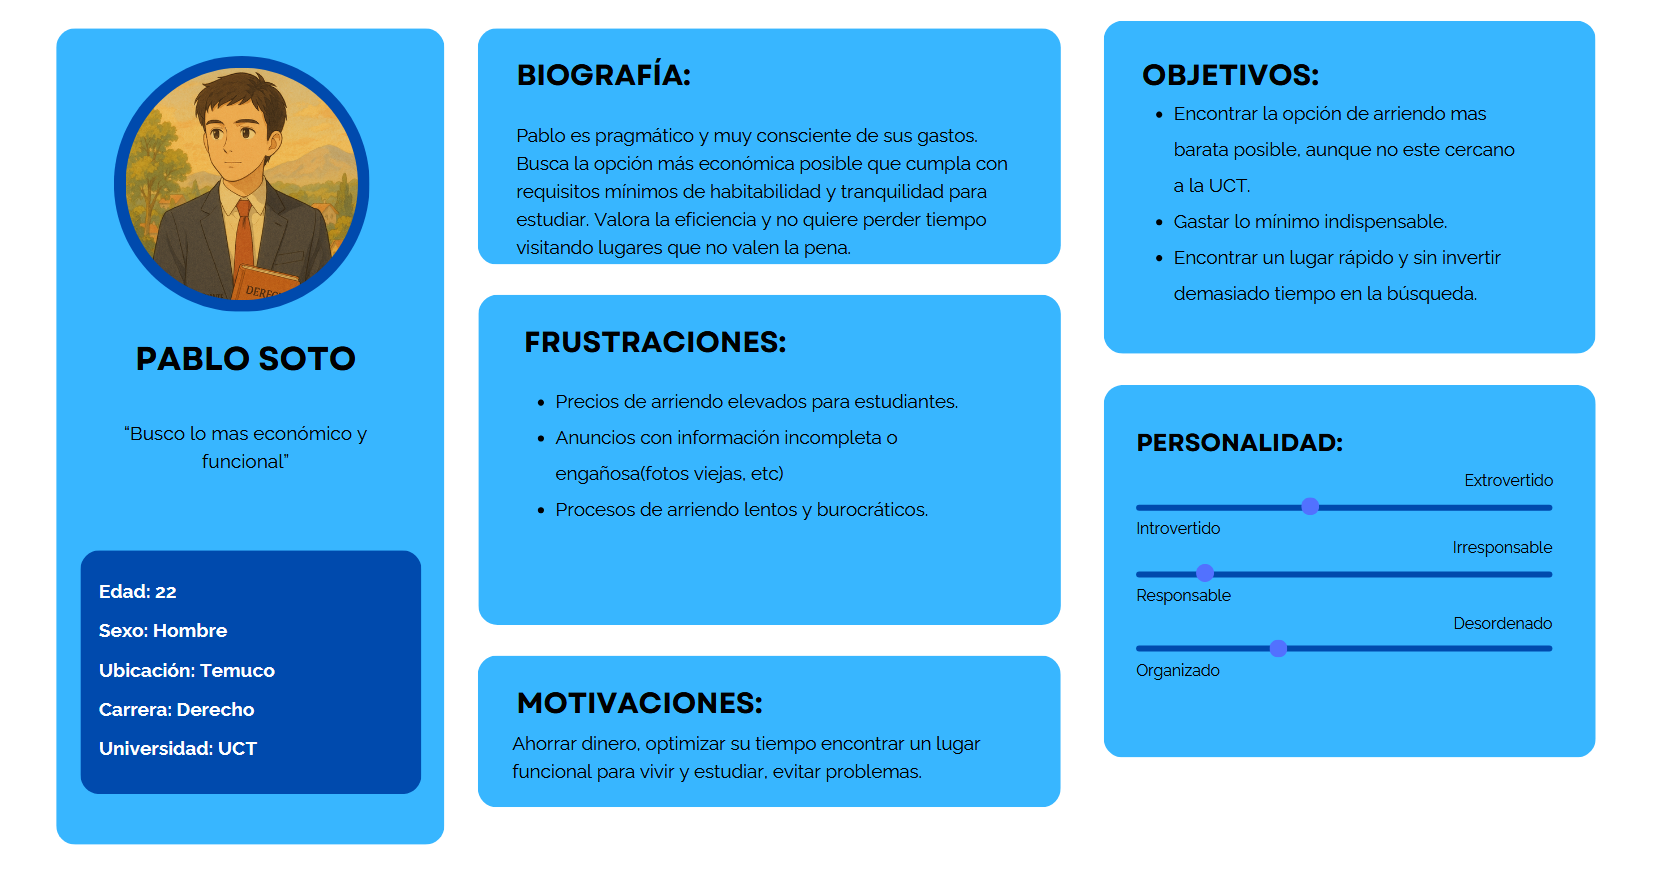 DEREC
PABLO SOTO
“Busco lo mas económico y
funcional”
Edad: 22
Sexo: Hombre
Ubicación: Temuco
Carrera: Derecho
Universidad: UCT
BIOGRAFÍA:
Pablo es pragmático y muy consciente de sus gastos.
Busca la opción más económica posible que cumpla con
requisitos mínimos de habitabilidad y tranquilidad para
estudiar. Valora la eficiencia y no quiere perder tiempo
visitando lugares que no valen la pena.
FRUSTRACIONES:
• Precios de arriendo elevados para estudiantes.
• Anuncios con información incompleta o
engañosa(fotos viejas, etc)
• Procesos de arriendo lentos y burocráticos.
MOTIVACIONES:
Ahorrar dinero, optimizar su tiempo encontrar un lugar
funcional para vivir y estudiar, evitar problemas.
OBJETIVOS:
• Encontrar la opción de arriendo mas
barata posible, aunque no este cercano
a la UCT.
• Gastar lo mínimo indispensable.
• Encontrar un lugar rápido y sin invertir
demasiado tiempo en la búsqueda.
PERSONALIDAD:
Extrovertido
Introvertido
Irresponsable
Responsable
Desordenado
Organizado